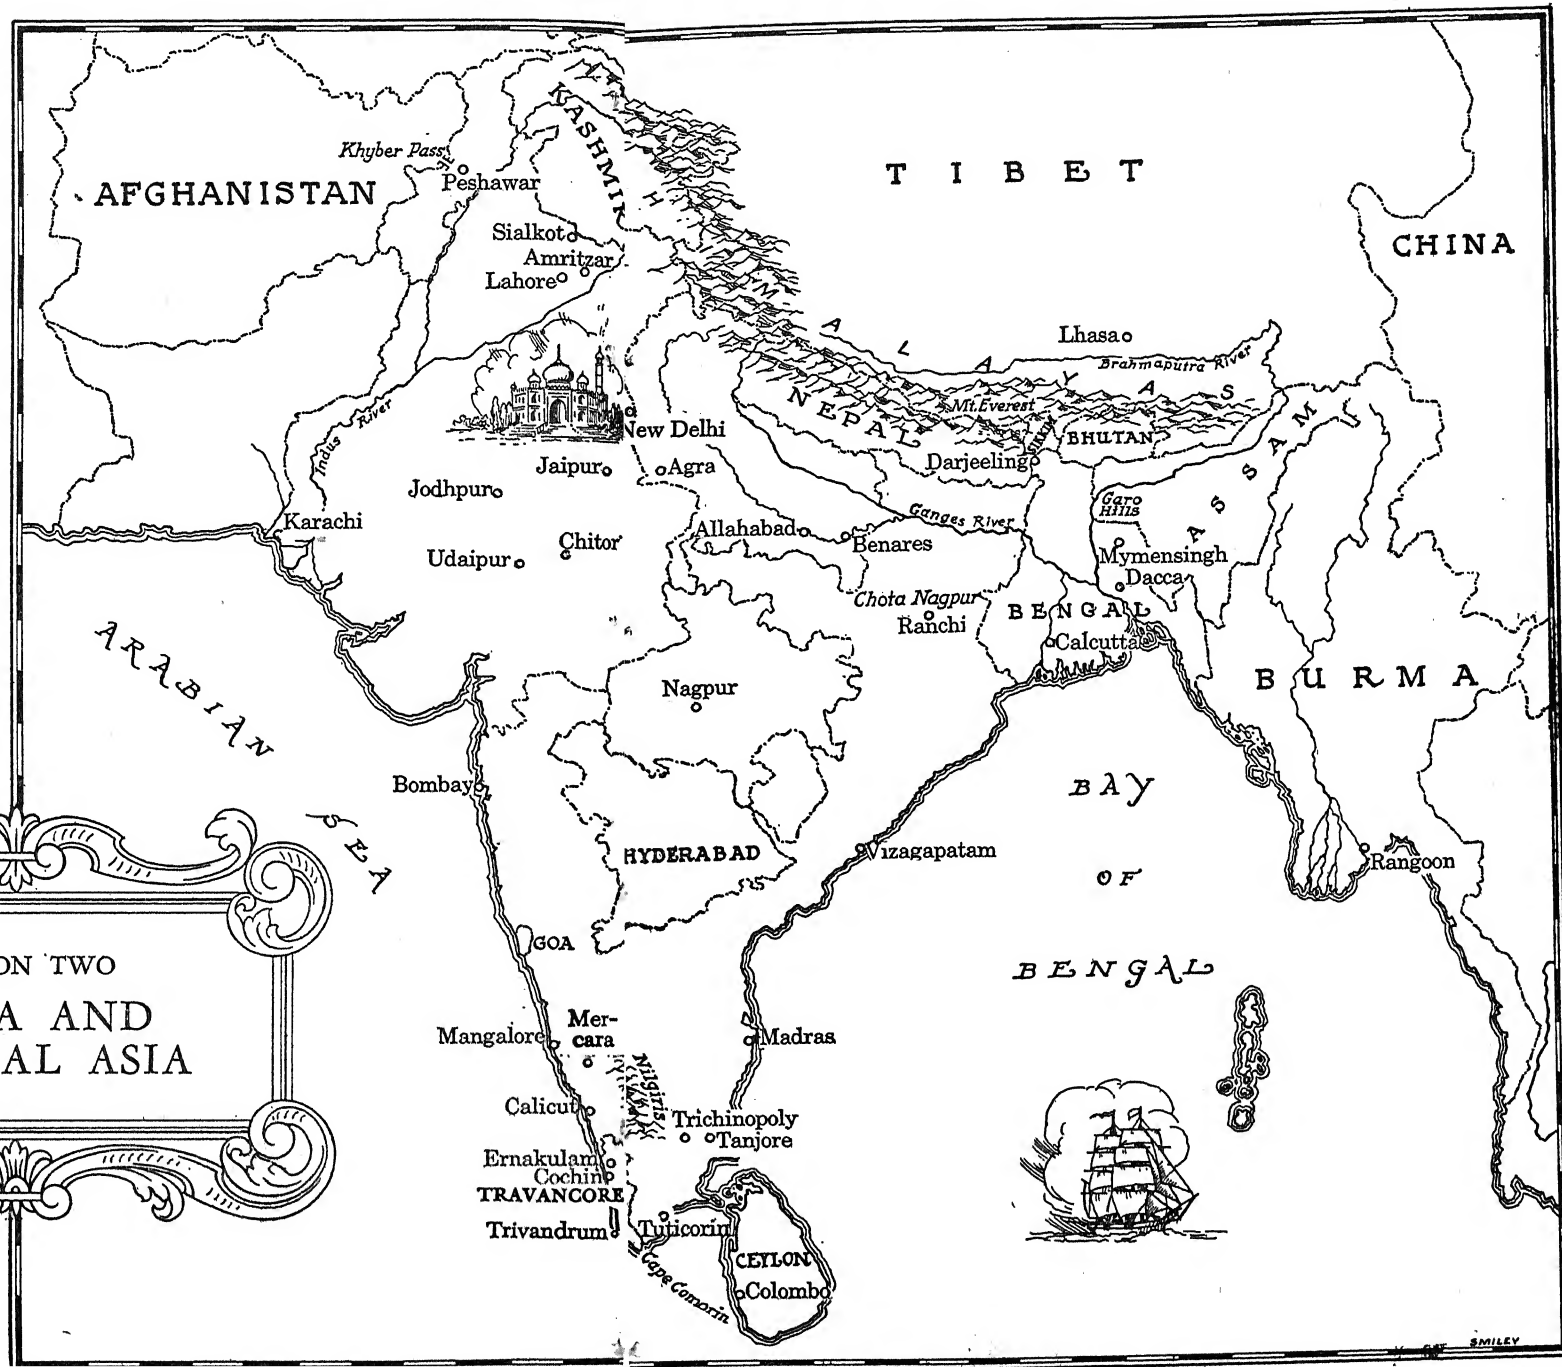 KASHMIR
Khyber Pass
Peshawar
AFGHANISTAN
TIBET
Sialkot
Amritzar
Lahore
CHINA
HIMALAYAS
Lhasa
Brahmaputra River
Indus River
New Delhi
NEPAL
Mt. Everest
SIKKIM
BHUTAN
ASSAM
Darjeeling
Jaipur
Agra
Jodhpur
Garo
Hills
Ganges River
Karachi
Allahabad
Benares
Chitor
Udaipur
Mymensingh
Dacca
Chota Nagpur
Ranchi
BENGAL
Calcutta
ARABIAN
SEA
Nagpur
BURMA
Bombay
BAY
OF
BENGAL
HYDERABAD
Vizagapatam
Rangoon
GOA
ON TWO
A AND
AL ASIA
Mangalore
Mer-
cara
Madras
Nilgiris
Calicut
Trichinopoly
Tanjore
Ernakulam
Cochin
TRAVANCORE
Trivandrum
Tuticorin
Cape Comorin
CEYLON
Colombo
SMILEY